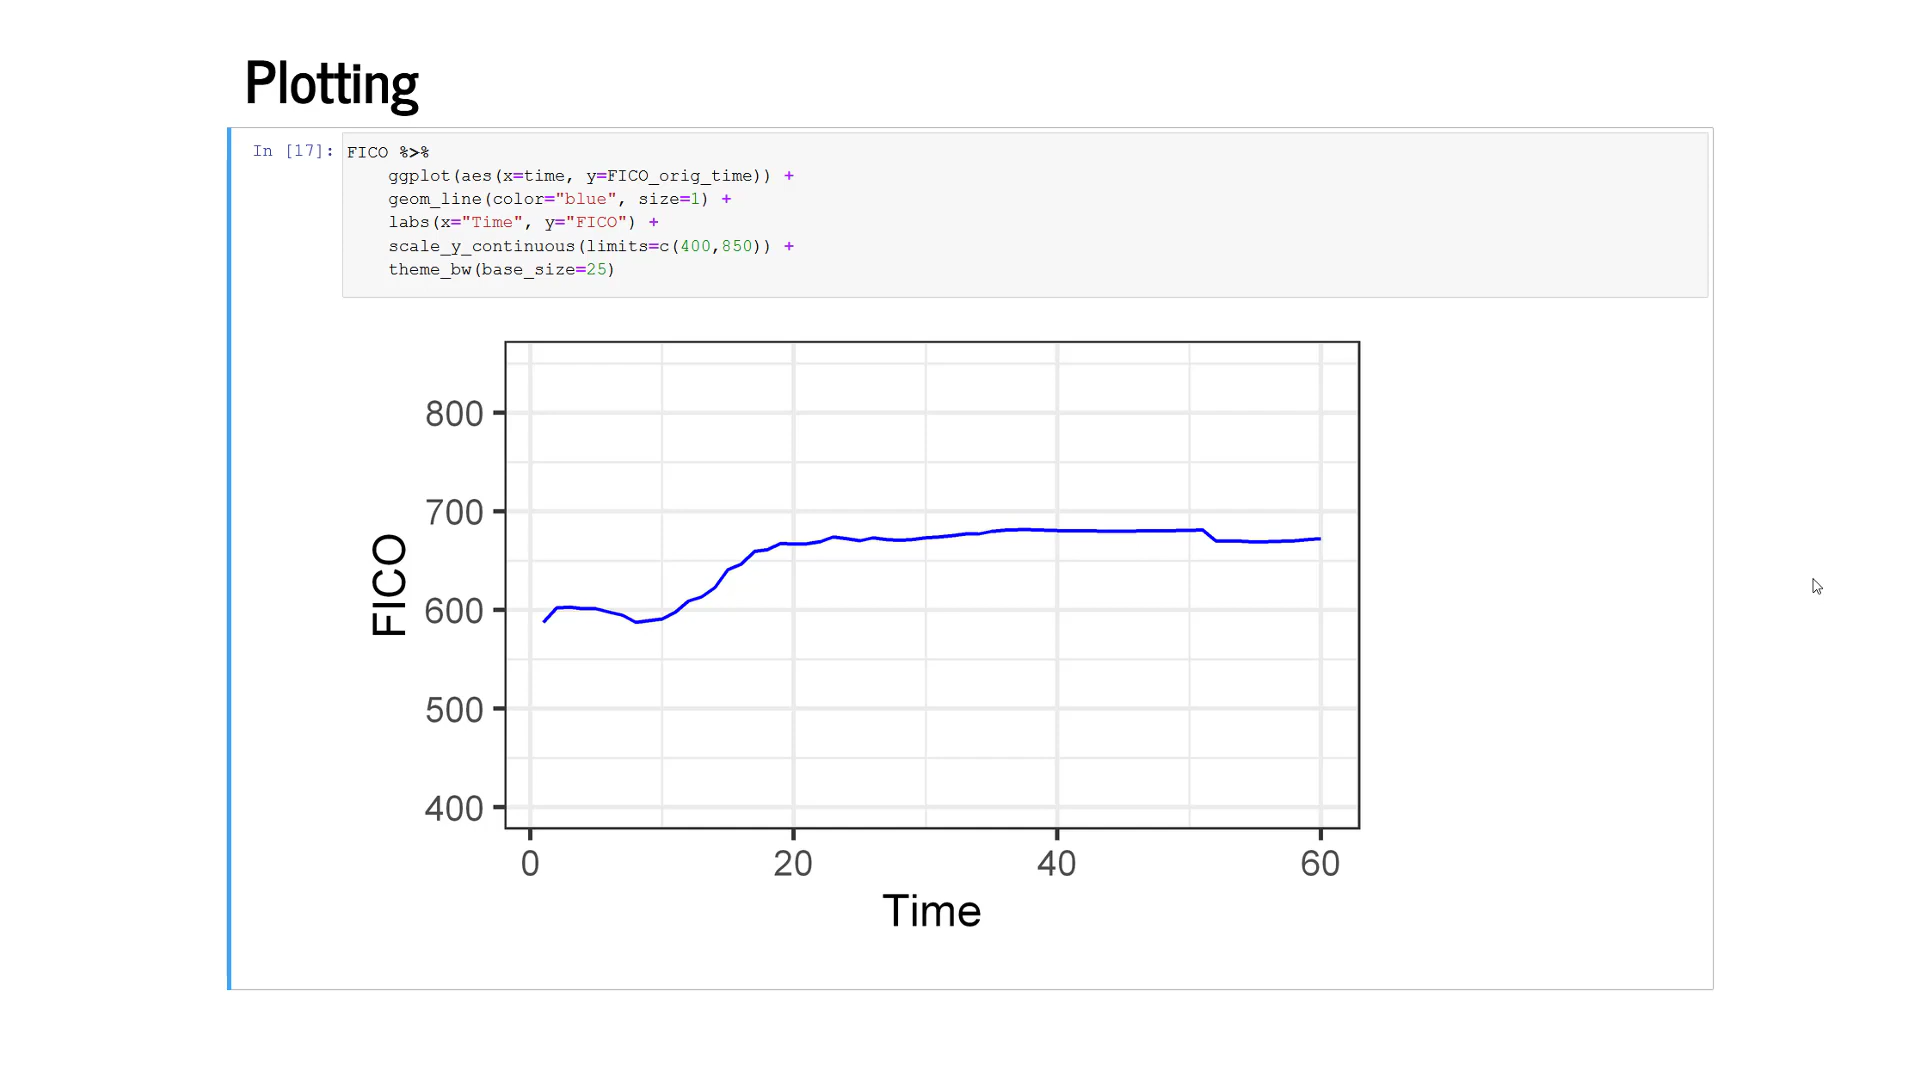 Plotting
In [17]: FICO %>%
ggplot(aes(x=time, y=FICO_orig_time)) +
geom_line(color="blue", size=1) +
labs(x="Time", y="FICO") +
scale_y_continuous(limits=c(400,850)) +
theme_bw(base_size=25)
800
700
600
500
400
FICO
0 20 40 60
Time